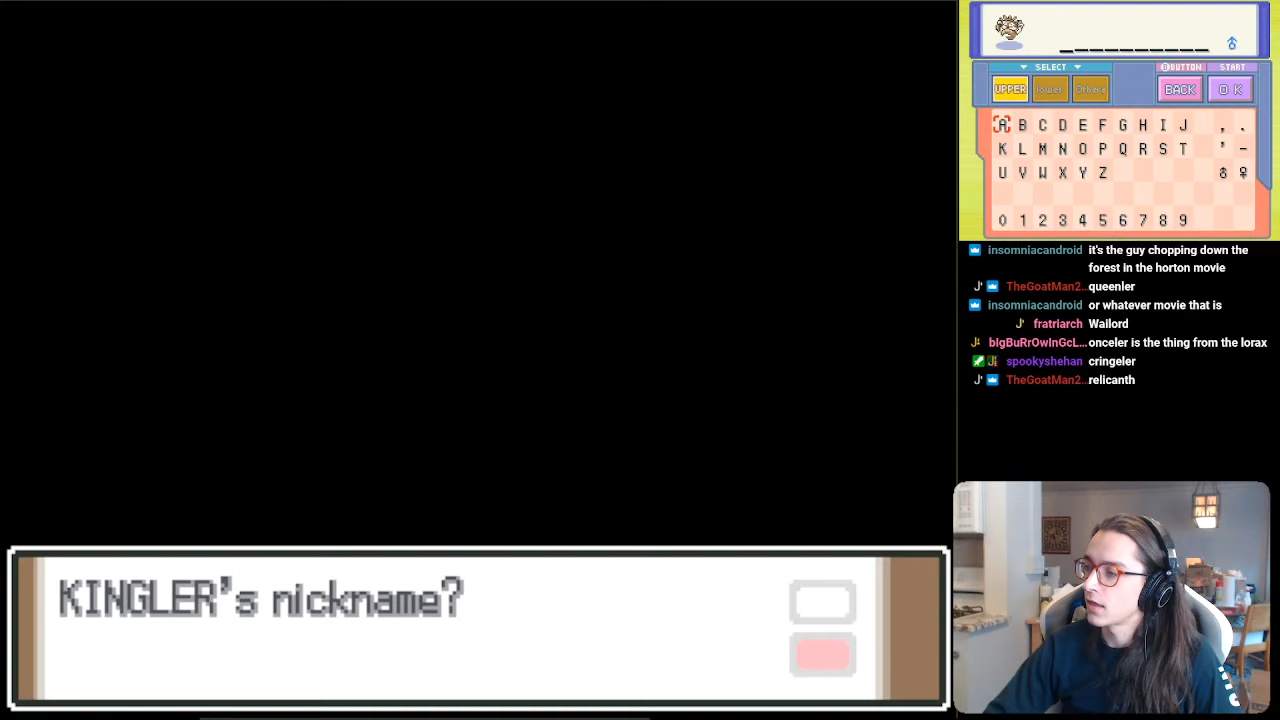 ▼ SELECT ▼
ⒷBUTTON START
UPPER lower Others BACK O K
A B C D E F G H I J , .
K L M N O P Q R S T ' -
U V W X Y Z ♂ ♀
0 1 2 3 4 5 6 7 8 9
insomniacandroid it's the guy chopping down the
forest in the horton movie
TheGoatMan2... queenler
insomniacandroid or whatever movie that is
fratriarch Wailord
bIgBuRrOwInGcL... onceler is the thing from the lorax
spookyshehan cringeler
TheGoatMan2... relicanth
KINGLER's nickname?